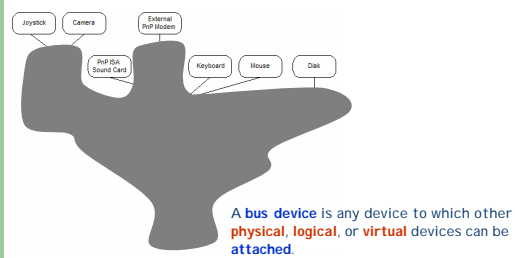 Joystick
Camera
External
PnP Modem
PnP ISA
Sound Card
Keyboard
Mouse
Disk
A bus device is any device to which other
physical, logical, or virtual devices can be
attached.